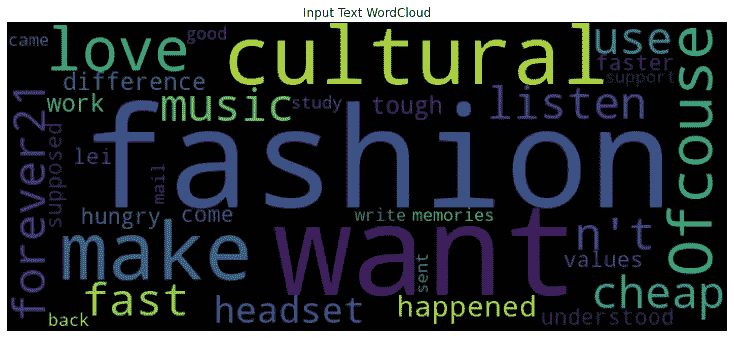 Input Text WordCloud
came
love
good
cultural
use
faster
support
difference
work
music
study
tough
listen
Ofcouse
forever21
supposed
lei
mail
fashion
hungry
come
write
memories
make
want
n't
values
sent
fast
headset
happened
cheap
back
understood